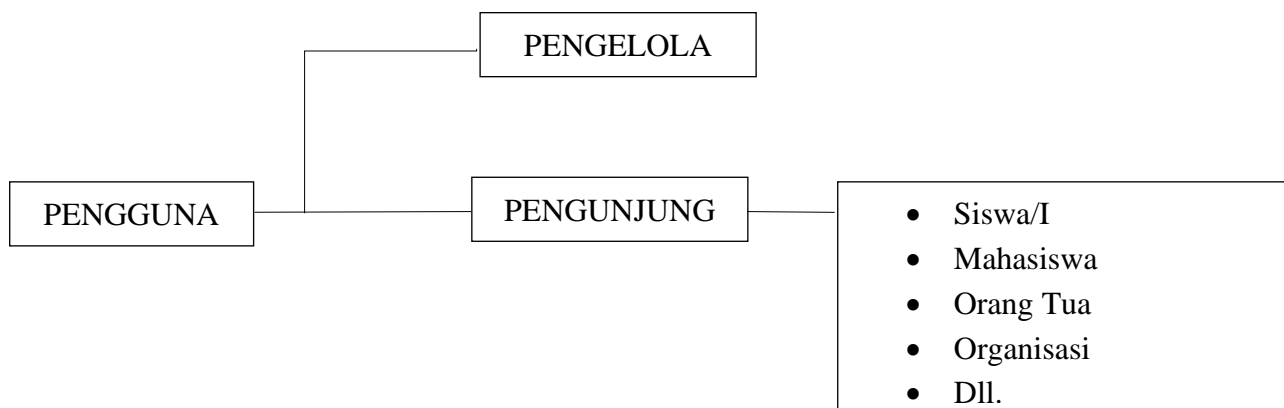 PENGELOLA
PENGGUNA
PENGUNJUNG
• Siswa/I
• Mahasiswa
• Orang Tua
• Organisasi
• Dll.